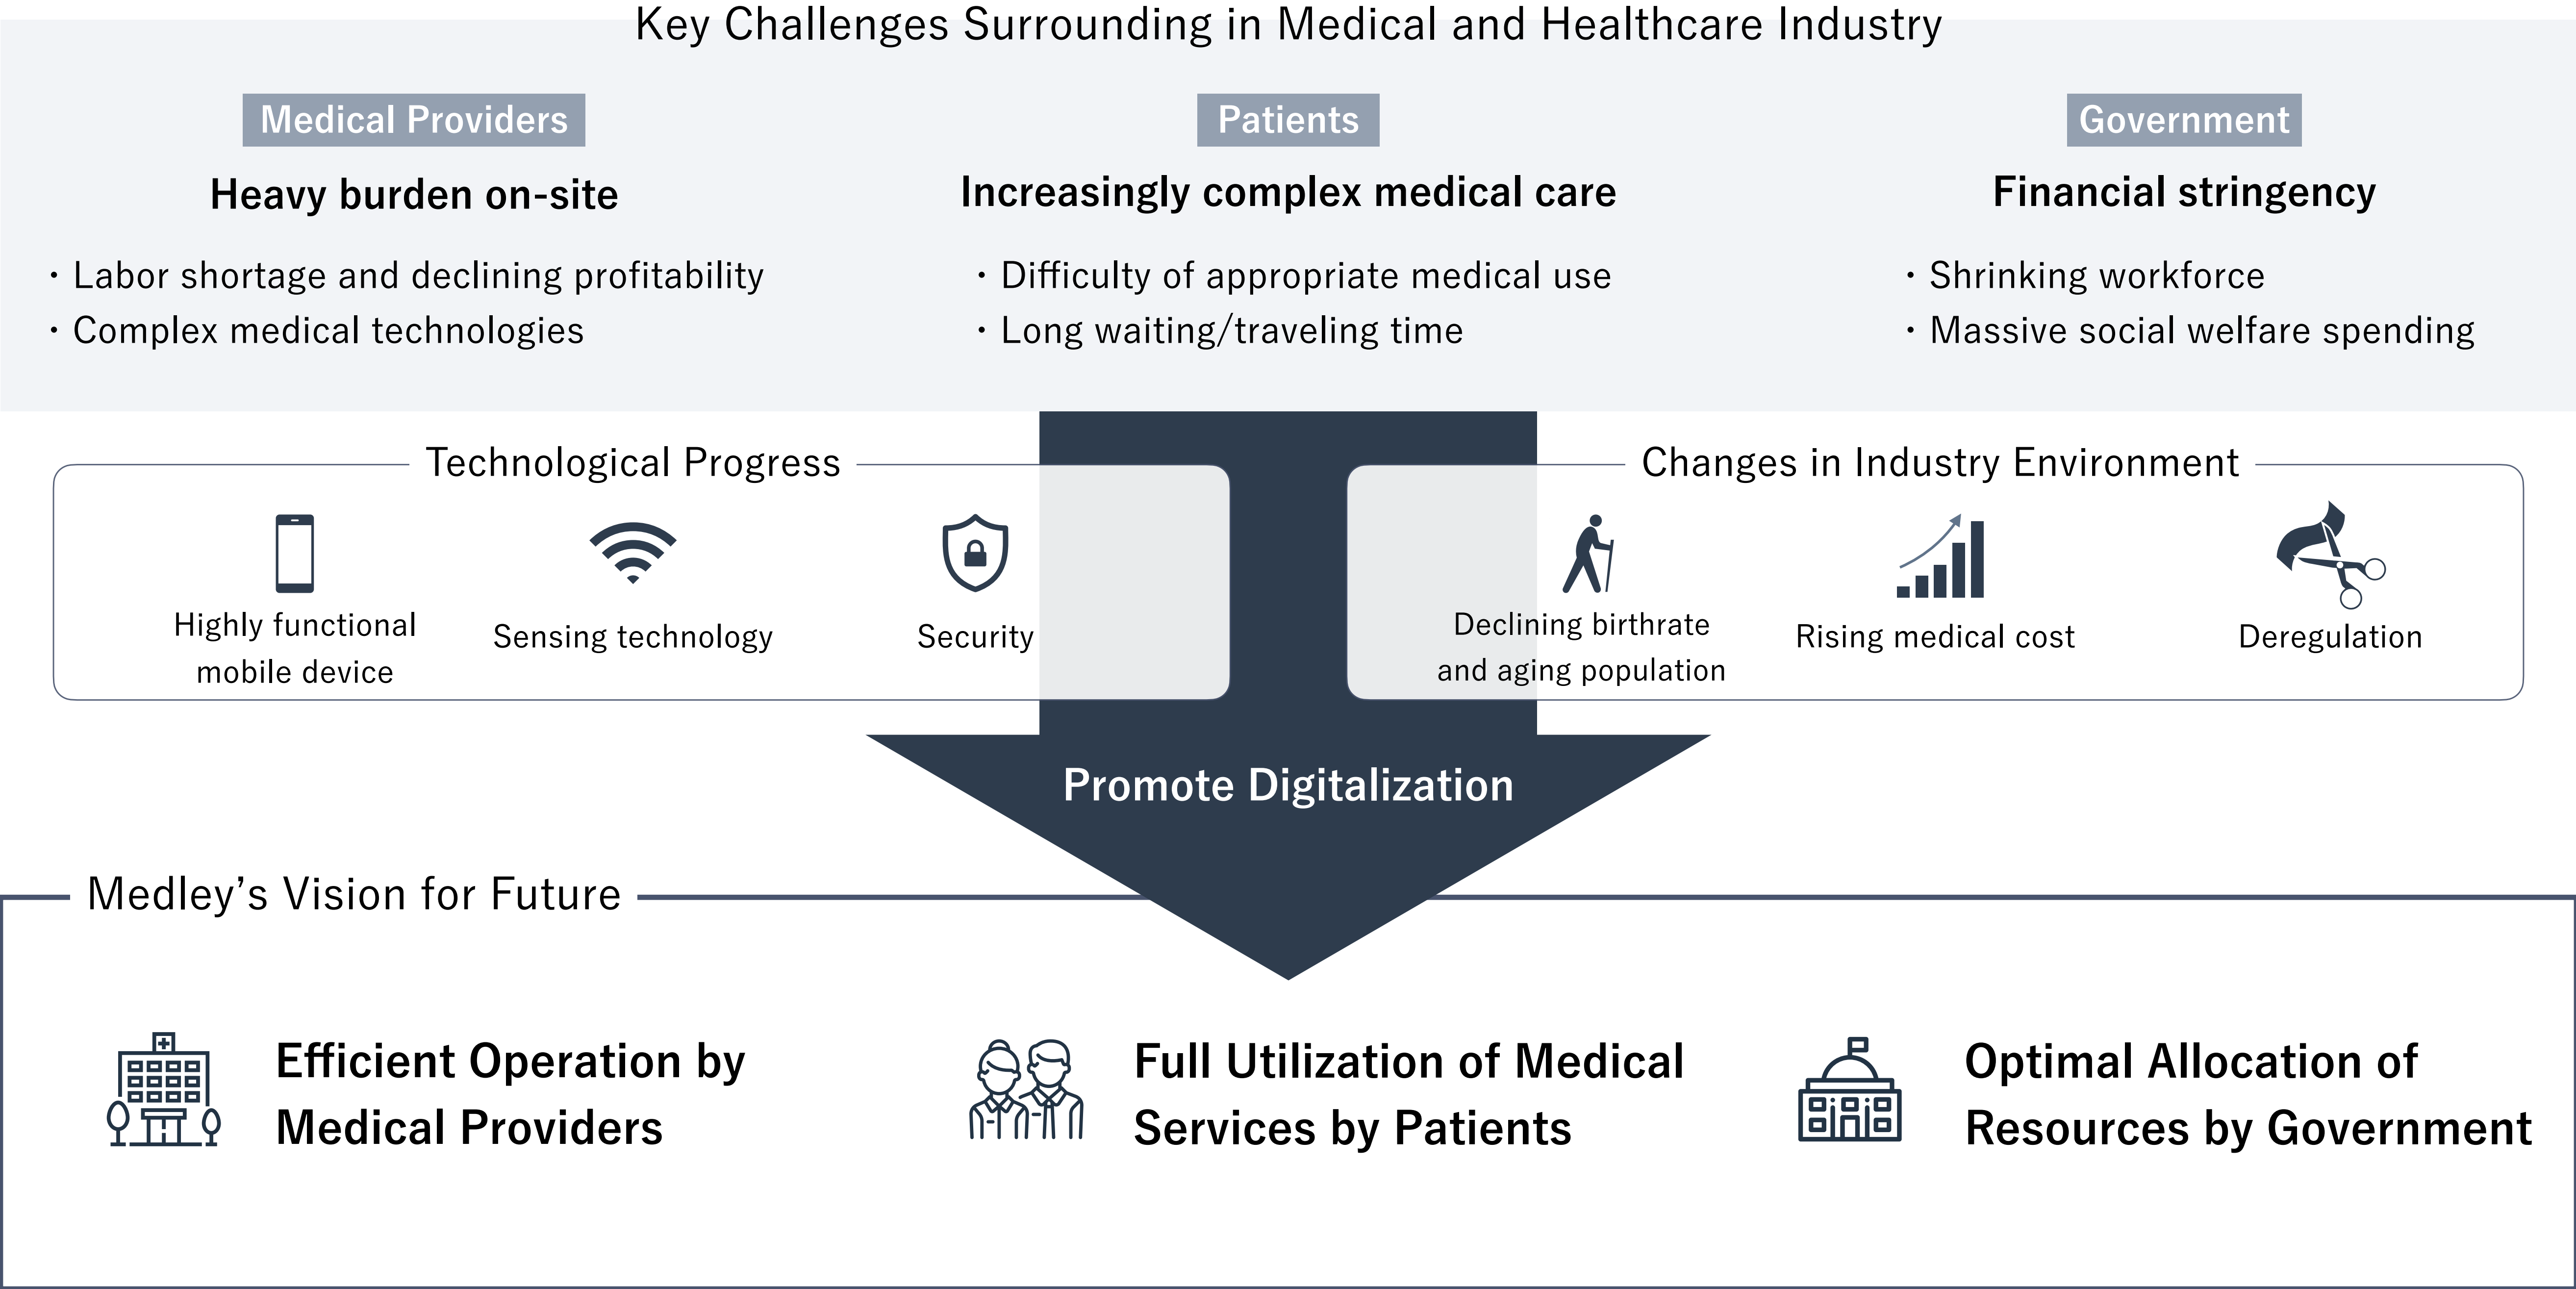 Key Challenges Surrounding in Medical and Healthcare Industry
Medical Providers
Heavy burden on-site
・Labor shortage and declining profitability
・Complex medical technologies
Patients
Increasingly complex medical care
・Difficulty of appropriate medical use
・Long waiting/traveling time
Government
Financial stringency
・Shrinking workforce
・Massive social welfare spending
Technological Progress
Highly functional
mobile device
Sensing technology
Security
Changes in Industry Environment
Declining birthrate
and aging population
Rising medical cost
Deregulation
Promote Digitalization
Medley’s Vision for Future
Efficient Operation by
Medical Providers
Full Utilization of Medical
Services by Patients
Optimal Allocation of
Resources by Government